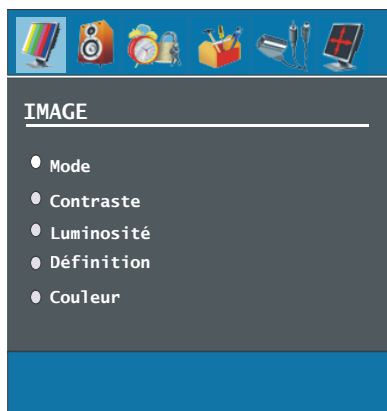 IMAGE
Mode
Contraste
Luminosité
Définition
Couleur